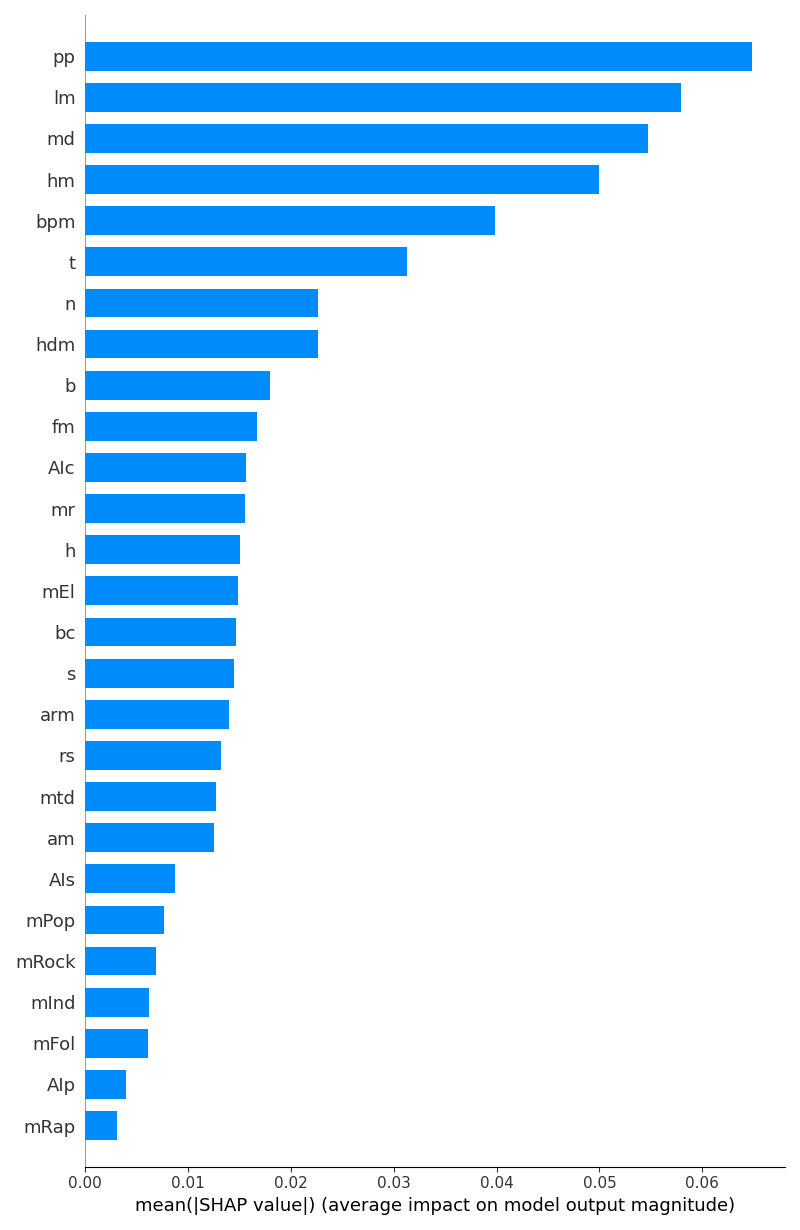 pp
lm
md
hm
bpm
t
n
hdm
b
fm
AIc
mr
h
mEl
bc
s
arm
rs
mtd
am
AIs
mPop
mRock
mInd
mFol
AIp
mRap
0.00 0.01 0.02 0.03 0.04 0.05 0.06
mean(|SHAP value|) (average impact on model output magnitude)